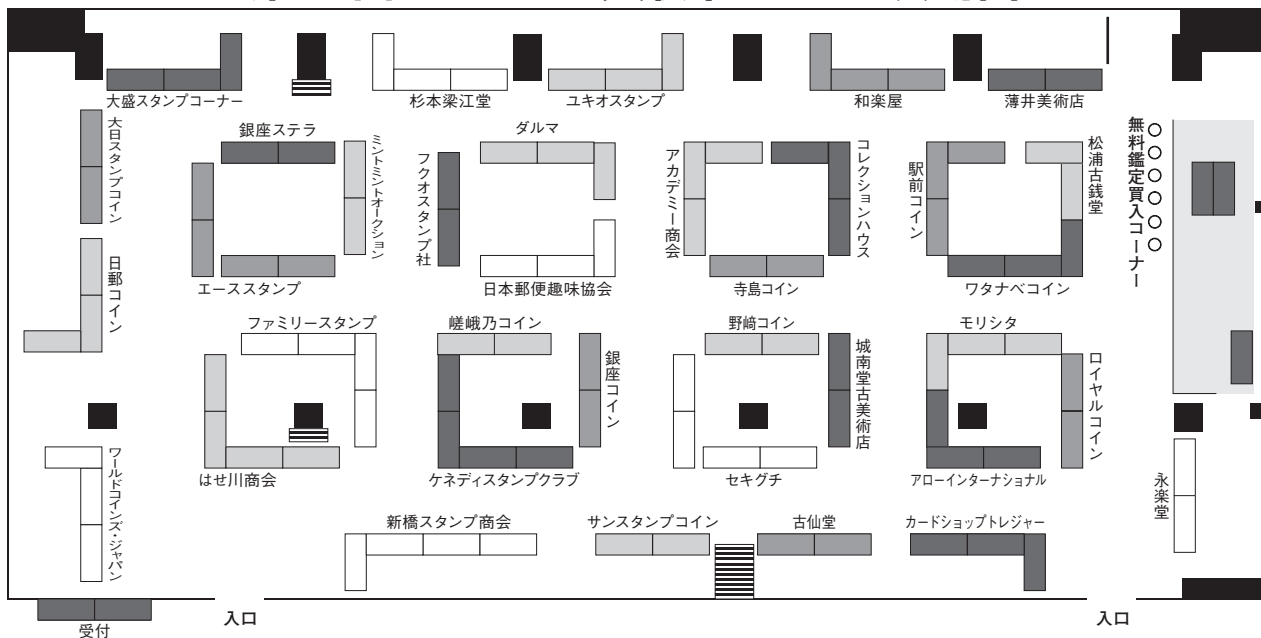 大盛スタンプコーナー
杉本梁江堂
ユキオスタンプ
和楽屋
薄井美術店
大日スタンプコイン
銀座ステラ
ミントミントオークション
フクオスタンプ社
ダルマ
アカデミー商会
コレクションハウス
駅前コイン
松浦古銭堂
無料鑑定買入コーナー
日郵コイン
エーススタンプ
日本郵便趣味協会
寺島コイン
ワタナベコイン
ファミリースタンプ
嵯峨乃コイン
銀座コイン
野﨑コイン
城南堂古美術店
モリシタ
ロイヤルコイン
ワールドコインズ・ジャパン
はせ川商会
ケネディスタンプクラブ
セキグチ
アローインターナショナル
永楽堂
新橋スタンプ商会
サンスタンプコイン
古仙堂
カードショップトレジャー
受付
入口
入口